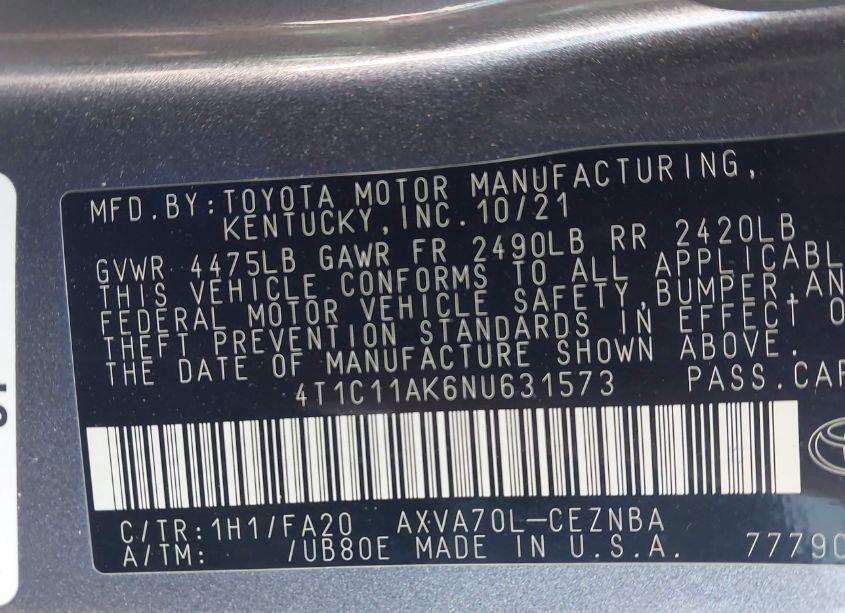 MFD.BY:TOYOTA MOTOR MANUFACTURING,
KENTUCKY,INC.10/21
GVWR 4475LB GAWR FR 2490LB RR 2420LB
THIS VEHICLE CONFORMS TO ALL APPLICABL
FEDERAL MOTOR VEHICLE SAFETY,BUMPER,AN
THEFT PREVENTION STANDARDS IN EFFECT O
THE DATE OF MANUFACTURE SHOWN ABOVE.
4T1C11AK6NU631573 PASS.CAR
C/TR:1H1/FA20 AXVA70L-CEZNBA
A/TM: /UB80E MADE IN U.S.A. 7779